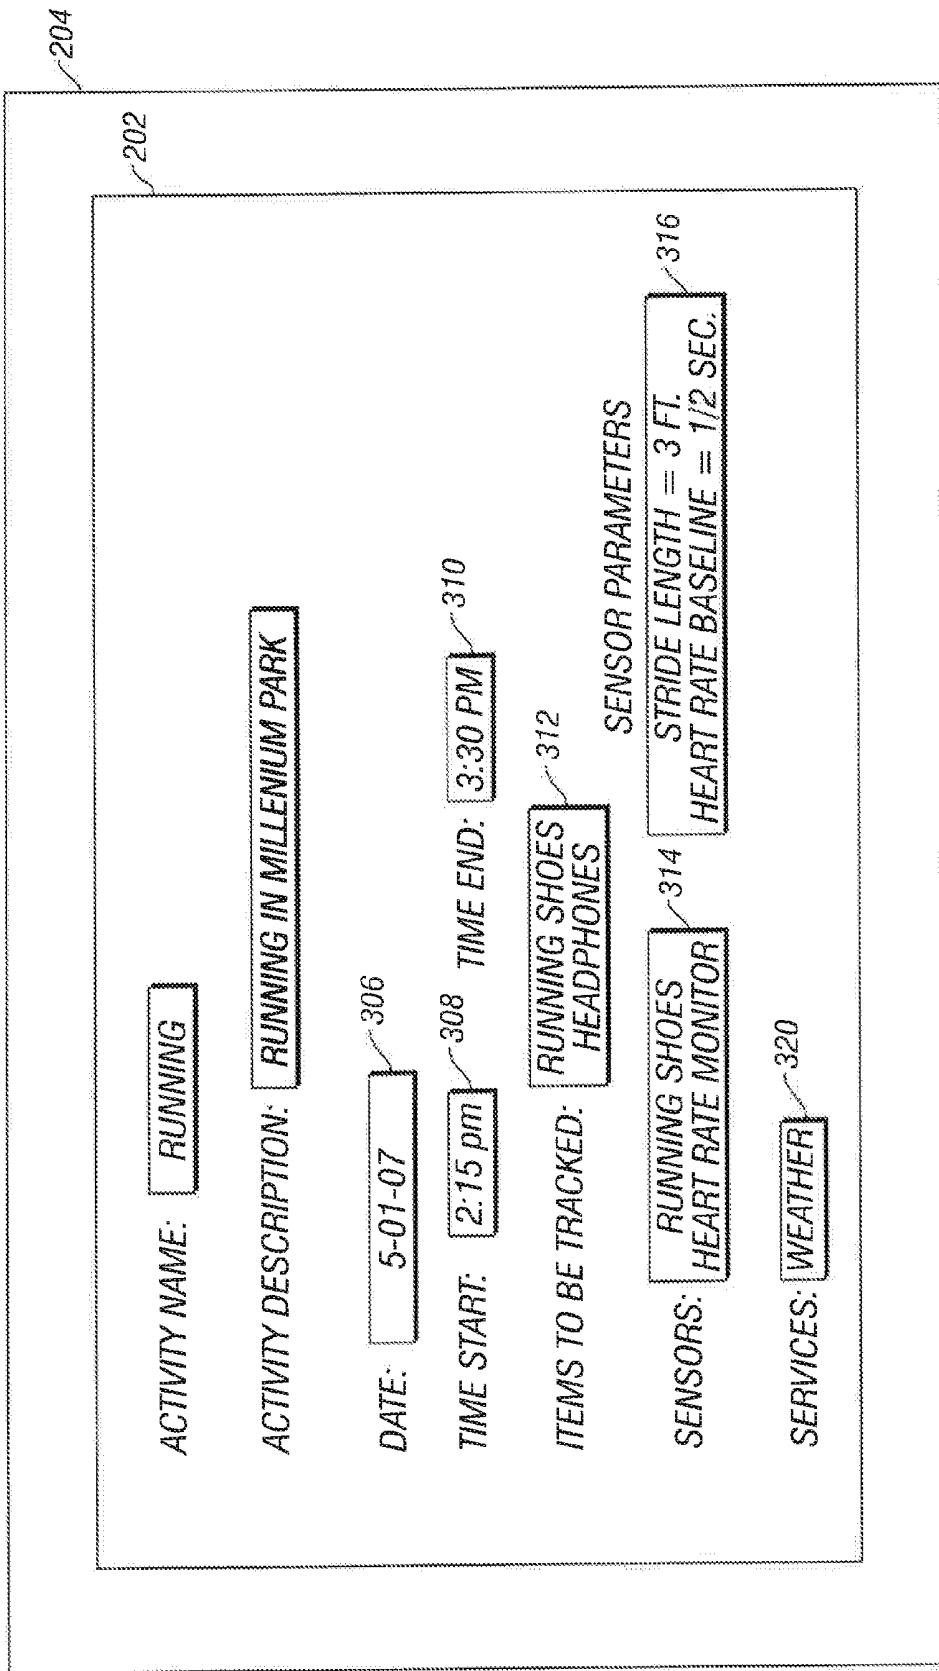 204
202
ACTIVITY NAME: RUNNING
ACTIVITY DESCRIPTION: RUNNING IN MILLENIUM PARK
DATE: 5-01-07 306
TIME START: 2:15 pm 308 TIME END: 3:30 PM 310
ITEMS TO BE TRACKED: RUNNING SHOES
HEADPHONES 312
SENSOR PARAMETERS
SENSORS: RUNNING SHOES
HEART RATE MONITOR 314
STRIDE LENGTH = 3 FT.
HEART RATE BASELINE = 1/2 SEC. 316
SERVICES: WEATHER 320